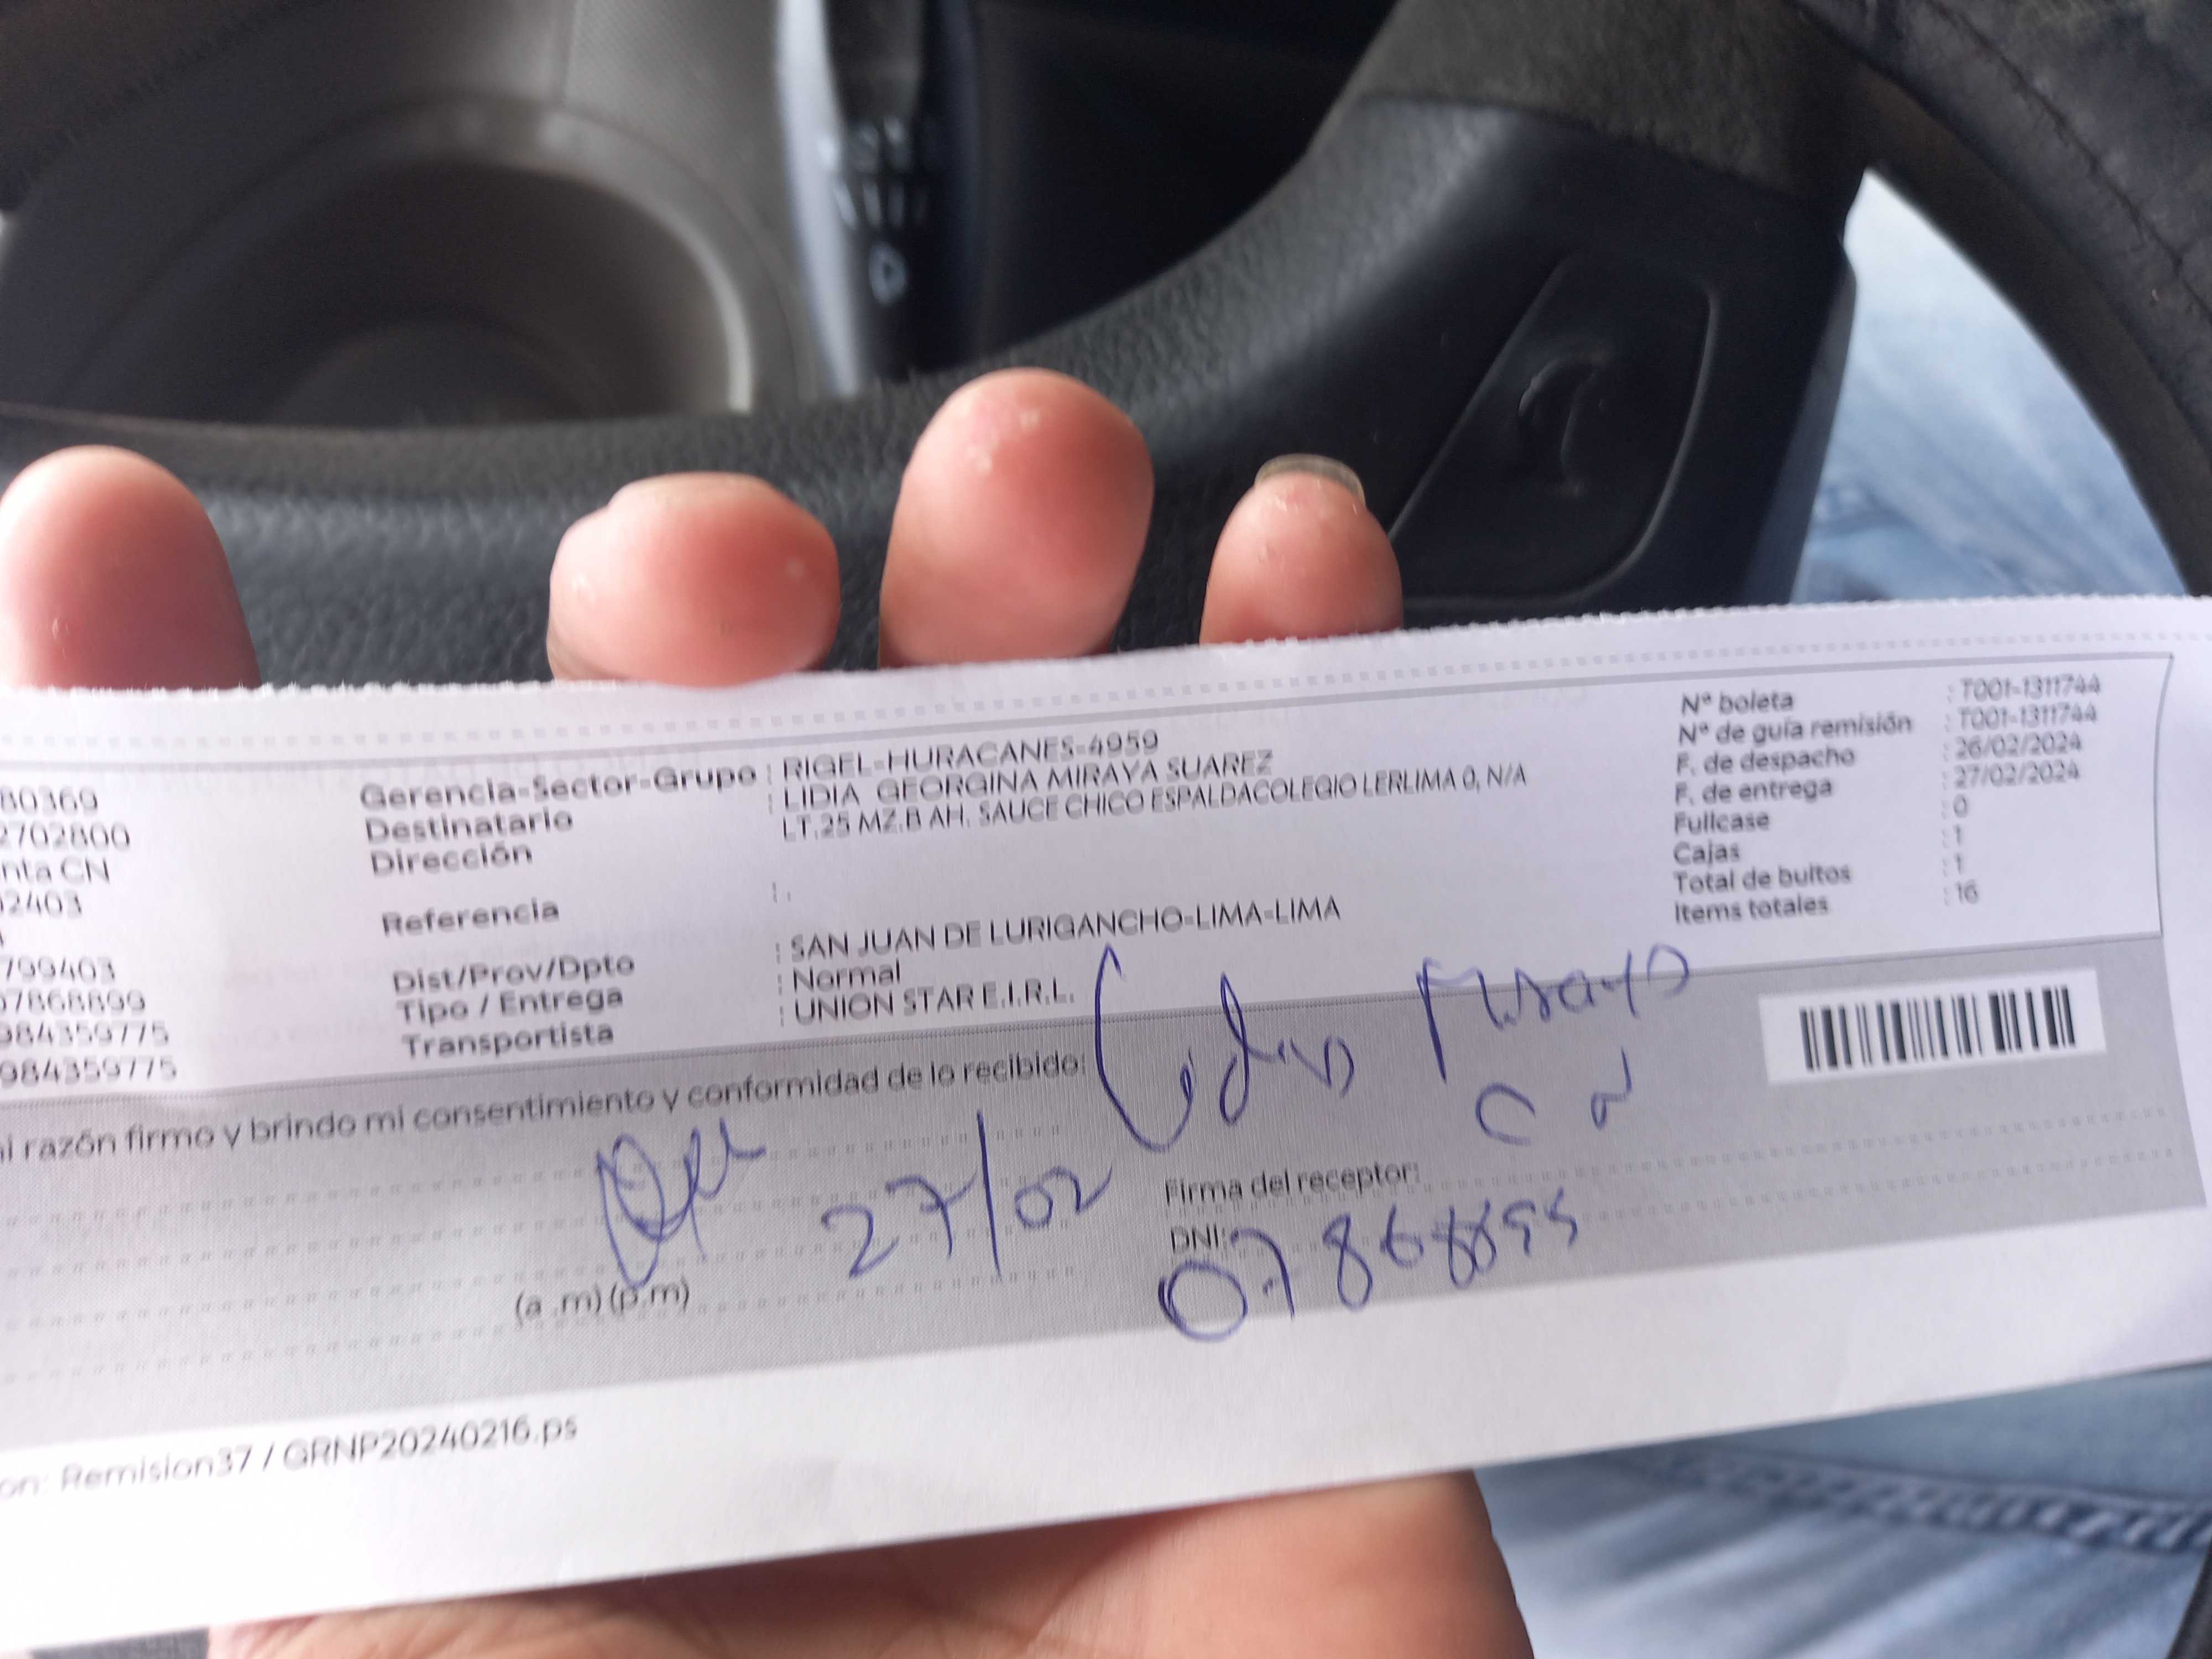 80369
2702800
nta CN
02403
799403
07868899
984359775
984359775
Gerencia-Sector-Grupo : RIGEL-HURACANES-4959
Destinatario : LIDIA GEORGINA MIRAYA SUAREZ
Dirección LT.25 MZ.B AH. SAUCE CHICO ESPALDACOLEGIO LERLIMA 0, N/A
Referencia : .
Dist/Prov/Dpto : SAN JUAN DE LURIGANCHO-LIMA-LIMA
Tipo / Entrega : Normal
Transportista : UNION STAR E.I.R.L.
N° boleta : T001-1311744
N° de guía remisión : T001-1311744
F. de despacho : 26/02/2024
F. de entrega : 27/02/2024
Fullcase : 0
Cajas : 1
Total de bultos : 1
Items totales : 16
ni razón firmo y brindo mi consentimiento y conformidad de lo recibido:
27/02
Firma del receptor:
DNI: 07868899
(a .m) (p.m)
on: Remision37 / GRNP20240216.ps